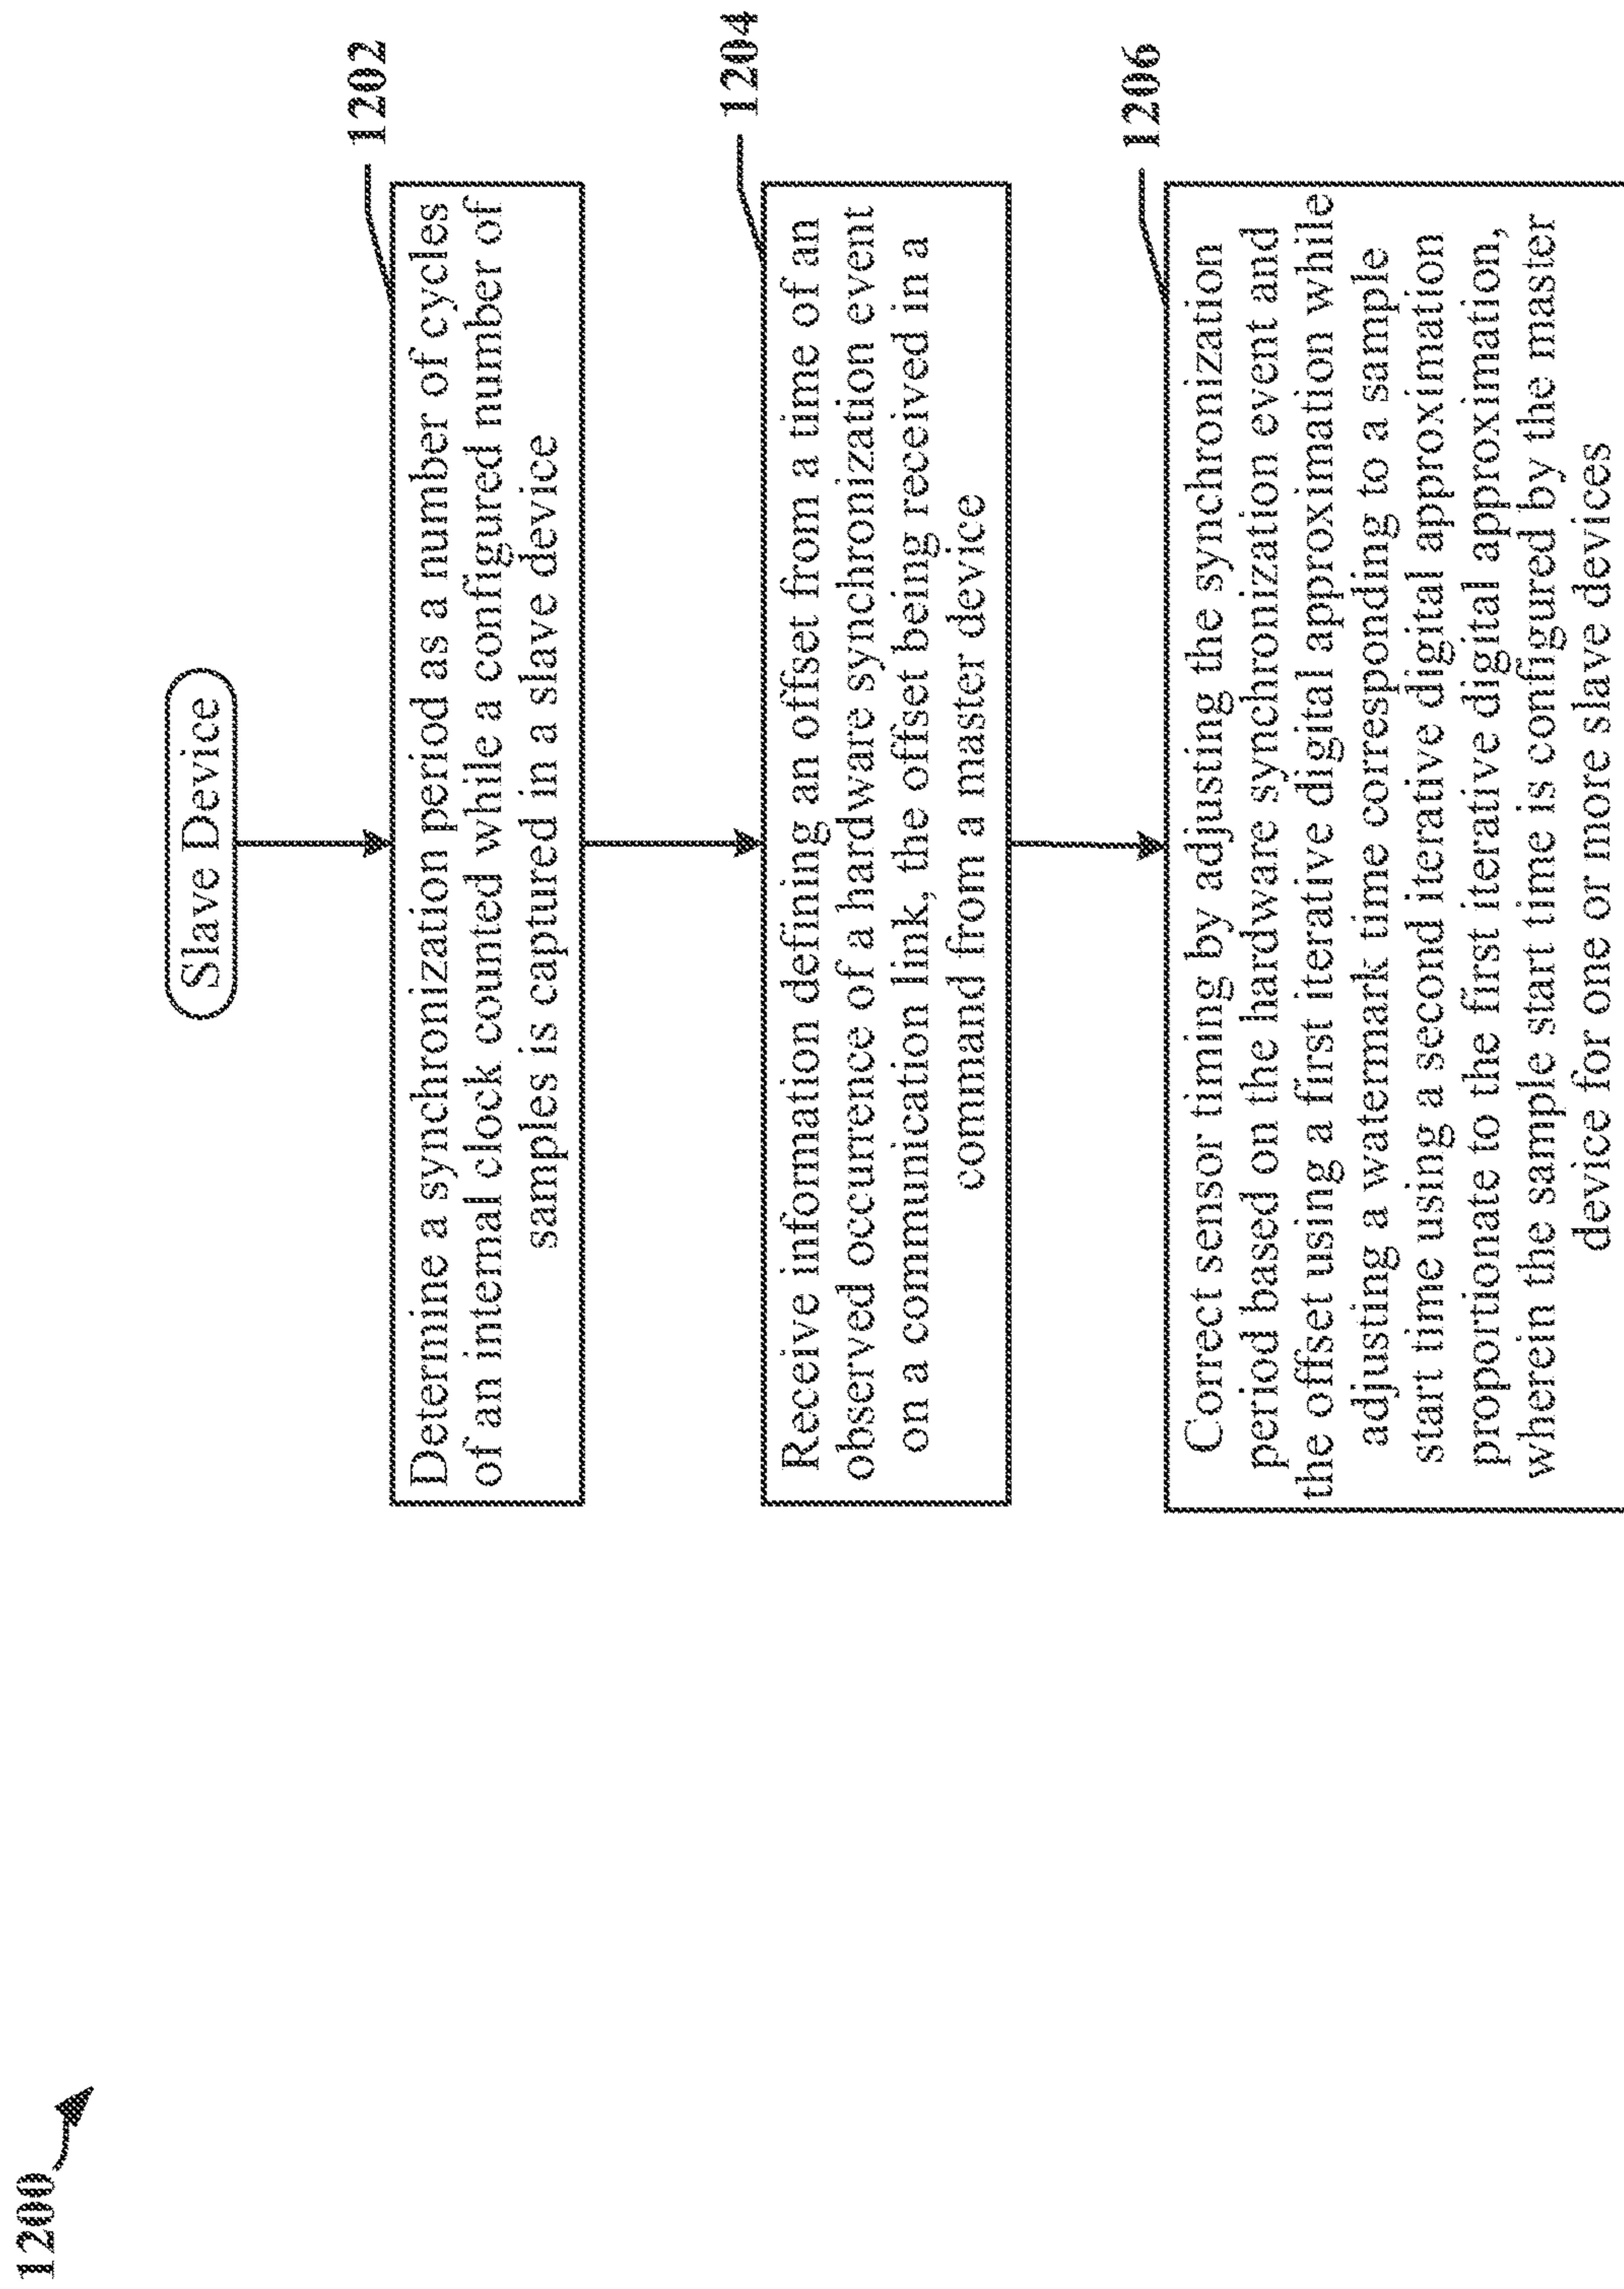 1200
Slave Device
1202
Determine a synchronization period as a number of cycles
of an internal clock counted while a configured number of
samples is captured in a slave device
1204
Receive information defining an offset from a time of an
observed occurrence of a hardware synchronization event
on a communication link, the offset being received in a
command from a master device
1206
Correct sensor timing by adjusting the synchronization
period based on the hardware synchronization event and
the offset using a first iterative digital approximation while
adjusting a watermark time corresponding to a sample
start time using a second iterative digital approximation
proportionate to the first iterative digital approximation,
wherein the sample start time is configured by the master
device for one or more slave devices